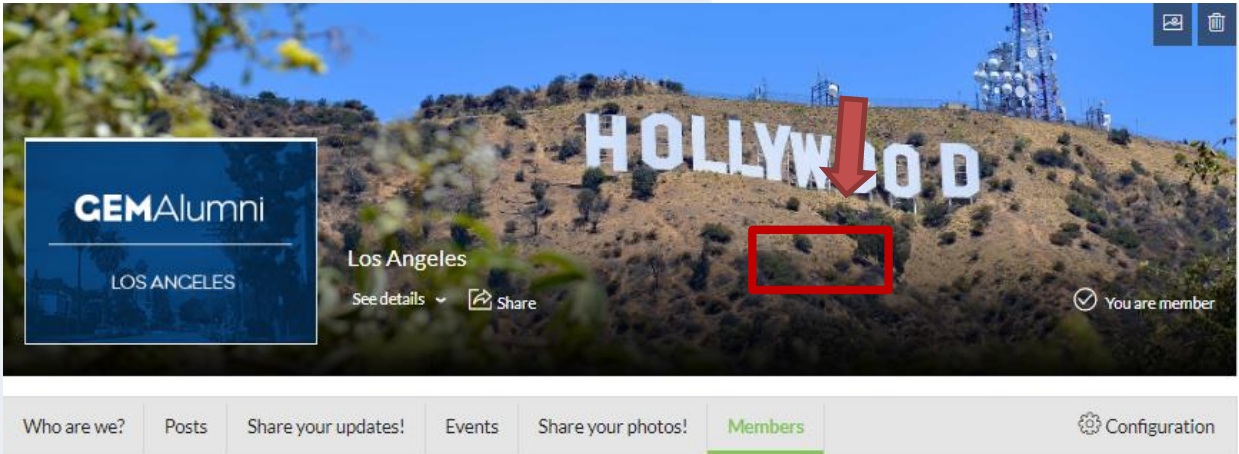 HOLLYWOOD
GEMAlumni
LOS ANGELES
Los Angeles
See details
Share
You are member
Who are we?
Posts
Share your updates!
Events
Share your photos!
Members
Configuration